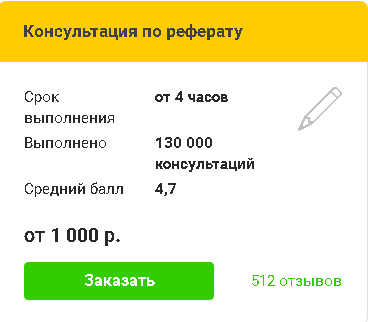 Консультация по реферату
Срок от 4 часов
выполнения
Выполнено 130 000
консультаций
Средний балл 4,7
от 1 000 р.
Заказать 512 отзывов